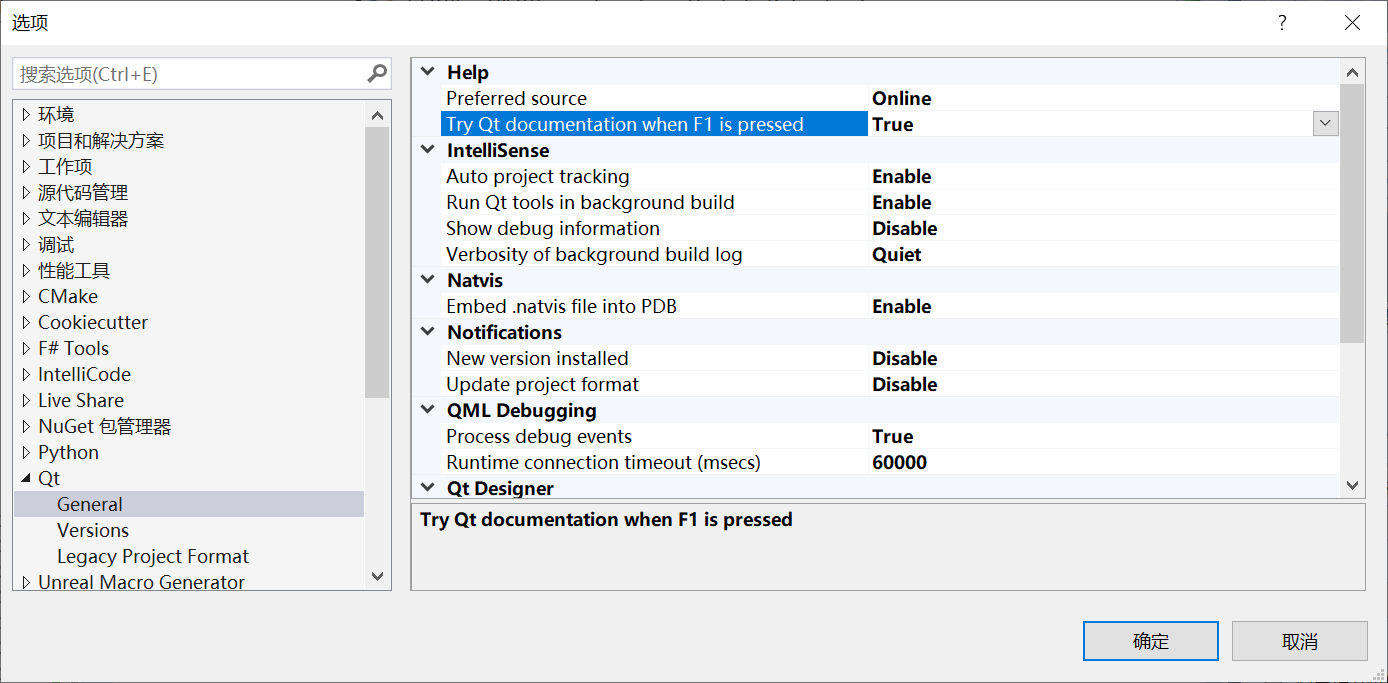 选项
?
搜索选项(Ctrl+E)
环境
项目和解决方案
工作项
源代码管理
文本编辑器
调试
性能工具
CMake
Cookiecutter
F# Tools
IntelliCode
Live Share
NuGet 包管理器
Python
Qt
General
Versions
Legacy Project Format
Unreal Macro Generator
Help
Preferred source Online
Try Qt documentation when F1 is pressed True
IntelliSense
Auto project tracking Enable
Run Qt tools in background build Enable
Show debug information Disable
Verbosity of background build log Quiet
Natvis
Embed .natvis file into PDB Enable
Notifications
New version installed Disable
Update project format Disable
QML Debugging
Process debug events True
Runtime connection timeout (msecs) 60000
Qt Designer
Try Qt documentation when F1 is pressed
确定
取消